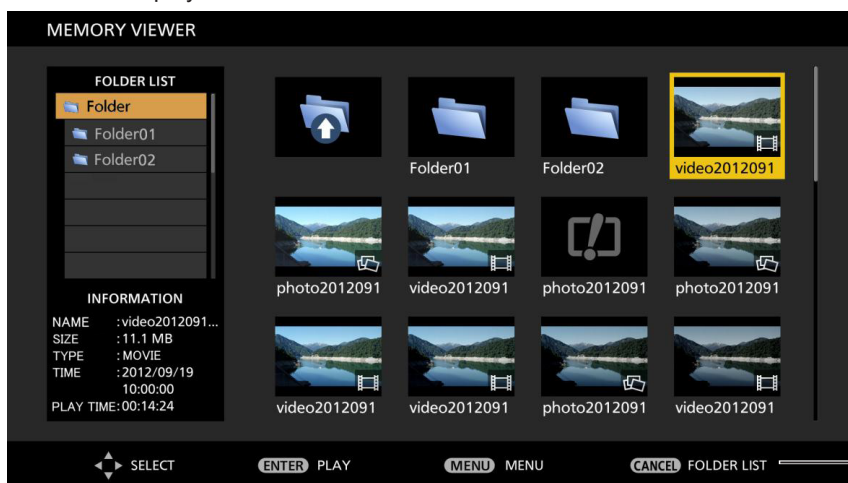 MEMORY VIEWER
FOLDER LIST
Folder
Folder01
Folder02
INFORMATION
NAME :video2012091...
SIZE :11.1 MB
TYPE :MOVIE
TIME :2012/09/19
10:00:00
PLAY TIME:00:14:24
Folder01
Folder02
video2012091
photo2012091
video2012091
photo2012091
photo2012091
video2012091
video2012091
photo2012091
video2012091
SELECT
ENTER PLAY
MENU MENU
CANCEL FOLDER LIST